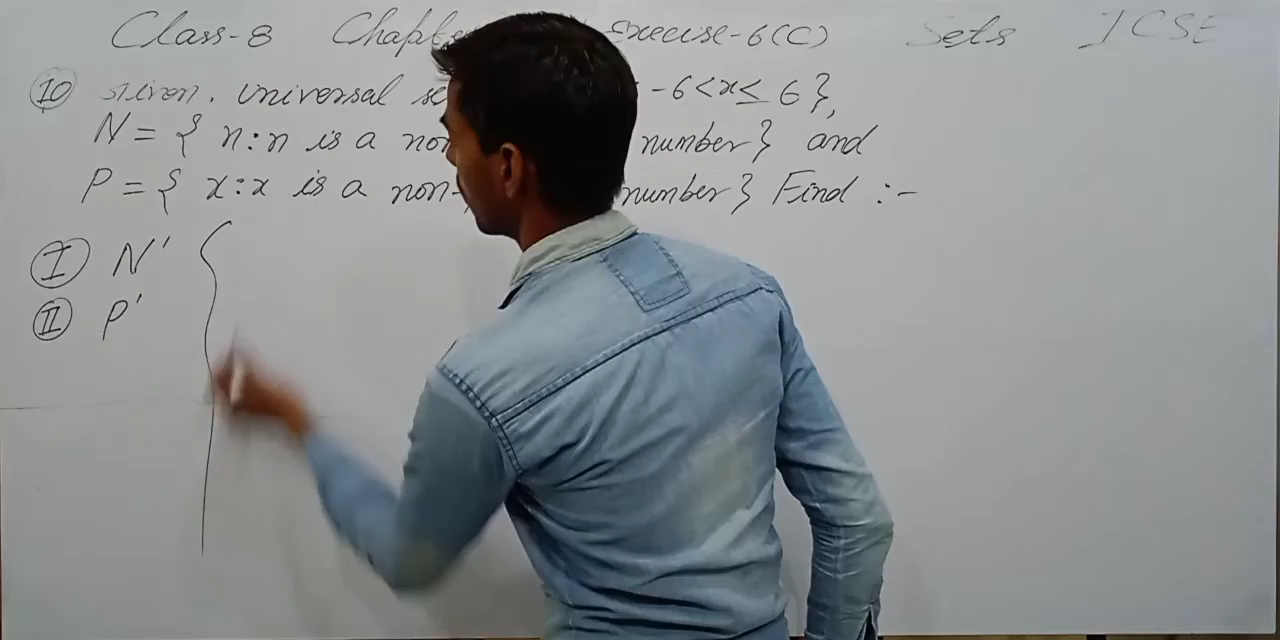 Class-8 Chapte Exercise-6(C) Sets ICSE
10 Given, universal se -6<x≤ 6},
N = { n:n is a non number} and
P = { x:x is a non- number} Find :-
I N'
II P'